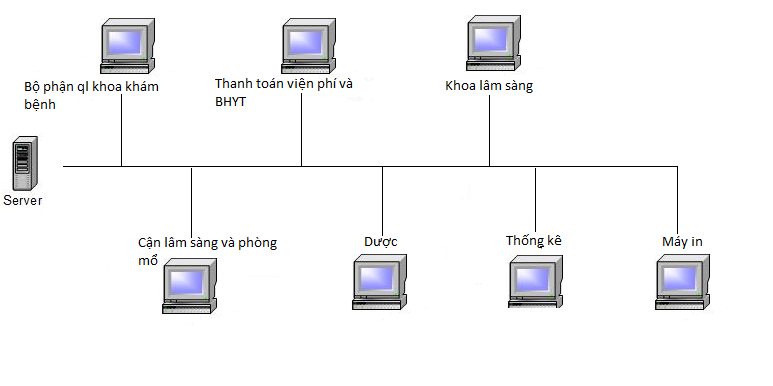 Bộ phận ql khoa khám
bệnh
Thanh toán viện phí và
BHYT
Khoa lâm sàng
Server
Cận lâm sàng và phòng
mổ
Dược
Thống kê
Máy in